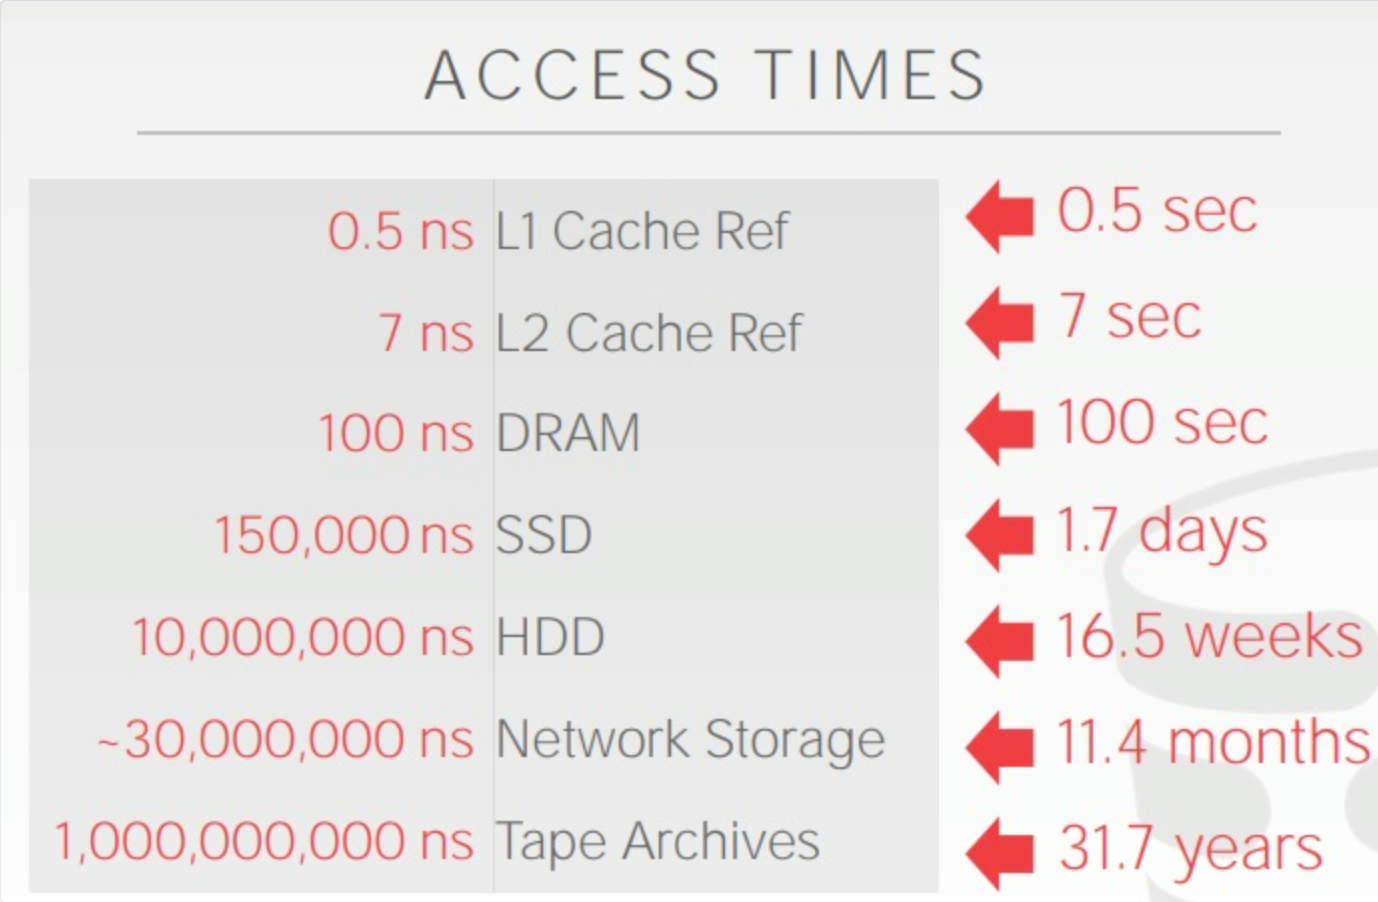 ACCESS TIMES
0.5 ns L1 Cache Ref 0.5 sec
7 ns L2 Cache Ref 7 sec
100 ns DRAM 100 sec
150,000 ns SSD 1.7 days
10,000,000 ns HDD 16.5 weeks
~30,000,000 ns Network Storage 11.4 months
1,000,000,000 ns Tape Archives 31.7 years